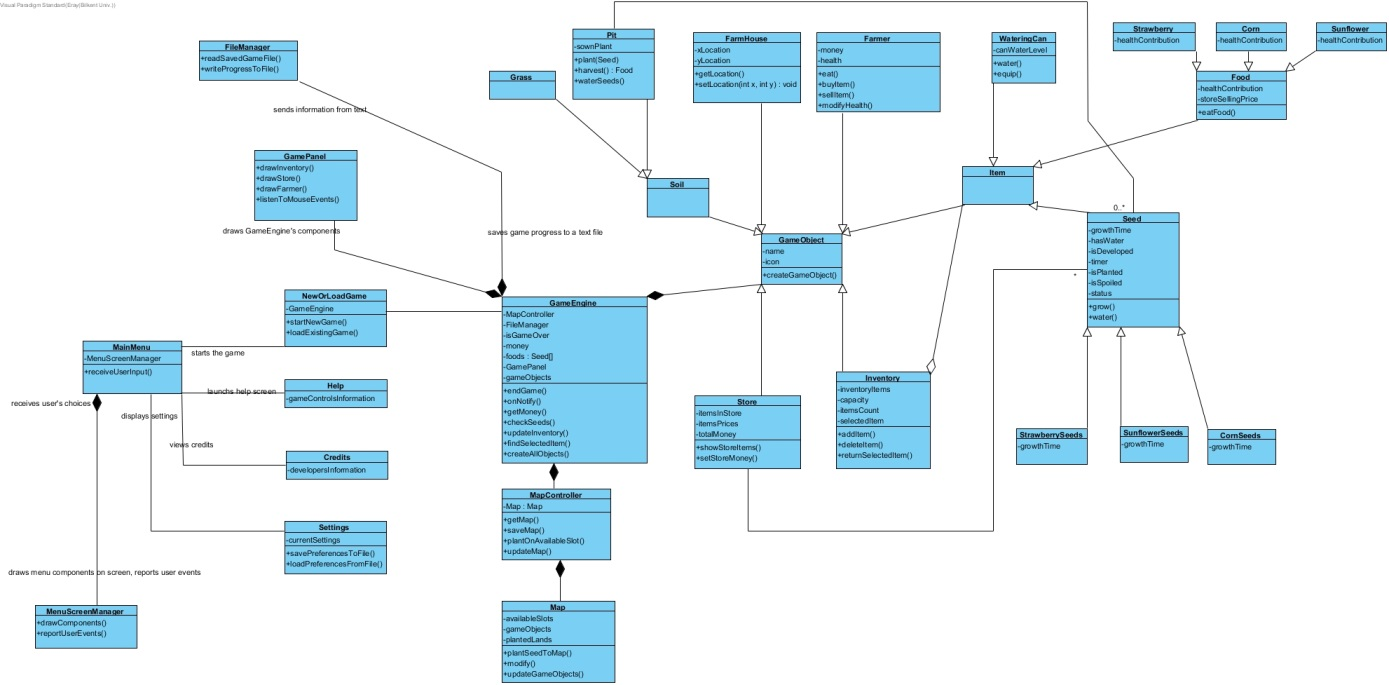 Visual Paradigm Standard(Eray(Bilkent Univ.))
FileManager
+readSavedGameFile()
+writeProgressToFile()
sends information from text
GamePanel
+drawInventory()
+drawStore()
+drawFarmer()
+listenToMouseEvents()
draws GameEngine's components
saves game progress to a text file
Grass
Pit
-sownPlant
+plant(Seed)
+harvest() : Food
+waterSeeds()
FarmHouse
-xLocation
-yLocation
+getLocation()
+setLocation(int x, int y) : void
Farmer
-money
-health
+eat()
+buyItem()
+sellItem()
+modifyHealth()
WateringCan
-canWaterLevel
+water()
+equip()
Strawberry
-healthContribution
Corn
-healthContribution
Sunflower
-healthContribution
Food
-healthContribution
-storeSellingPrice
+eatFood()
Soil
Item
GameObject
-name
-icon
+createGameObject()
0..*
Seed
-growthTime
-hasWater
-isDeveloped
-timer
-isPlanted
-isSpoiled
-status
+grow()
+water()
*
NewOrLoadGame
-GameEngine
+startNewGame()
+loadExistingGame()
GameEngine
-MapController
-FileManager
-isGameOver
-money
-foods : Seed[]
-GamePanel
-gameObjects
+endGame()
+onNotify()
+getMoney()
+checkSeeds()
+updateInventory()
+findSelectedItem()
+createAllObjects()
MainMenu
-MenuScreenManager
+receiveUserInput()
starts the game
Help
-gameControlsInformation
launchs help screen
receives user's choices
displays settings
views credits
Credits
-developersInformation
Settings
-currentSettings
+savePreferencesToFile()
+loadPreferencesFromFile()
draws menu components on screen, reports user events
MenuScreenManager
+drawComponents()
+reportUserEvents()
Store
-itemsInStore
-itemsPrices
-totalMoney
+showStoreItems()
+setStoreMoney()
Inventory
-inventoryItems
-capacity
-itemsCount
-selectedItem
+addItem()
+deleteItem()
+returnSelectedItem()
StrawberrySeeds
-growthTime
SunflowerSeeds
-growthTime
CornSeeds
-growthTime
MapController
-Map : Map
+getMap()
+saveMap()
+plantOnAvailableSlot()
+updateMap()
Map
-availableSlots
-gameObjects
-plantedLands
+plantSeedToMap()
+modify()
+updateGameObjects()